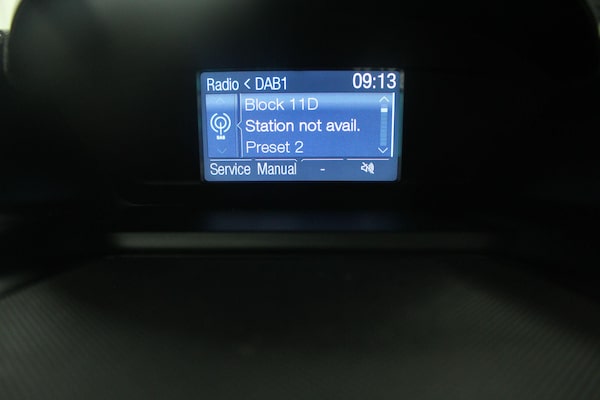 Radio < DAB1 09:13
Block 11D
Station not avail.
Preset 2
Service Manual -